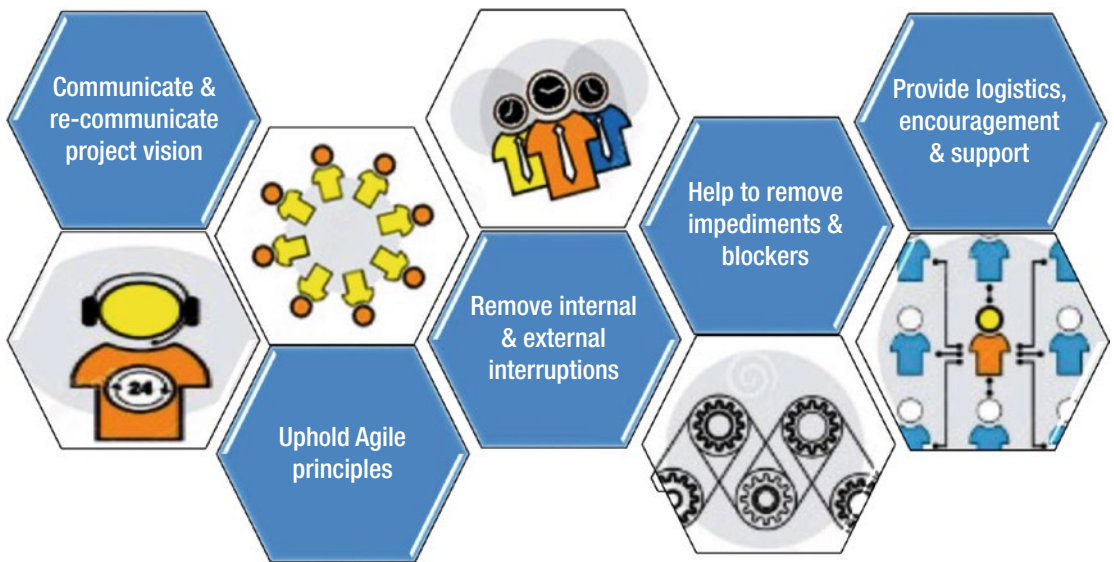 Communicate &
re-communicate
project vision
24
Uphold Agile
principles
Remove internal
& external
interruptions
Help to remove
impediments &
blockers
Provide logistics,
encouragement
& support